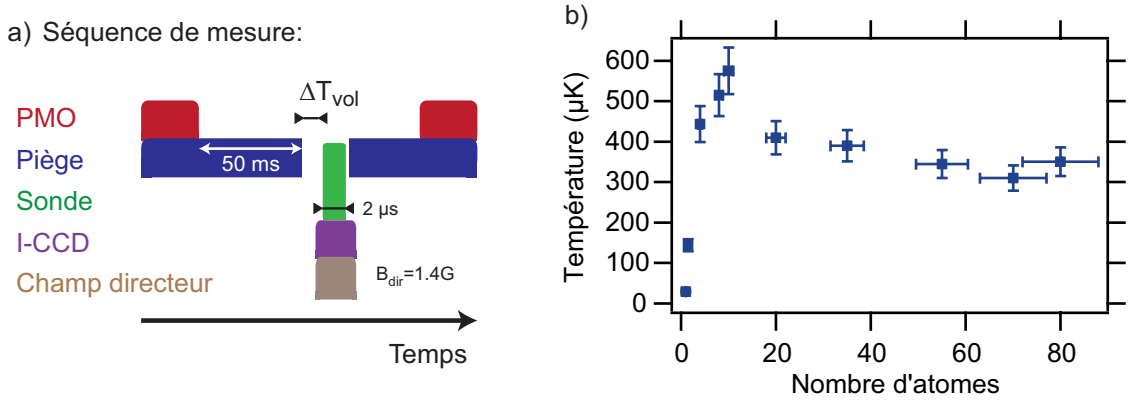 a) Séquence de mesure:
ΔT_vol
PMO
Piège
50 ms
Sonde
2 µs
I-CCD
Champ directeur
B_dir=1.4G
Temps
b)
Température (µK)
600
500
400
300
200
100
0
0 20 40 60 80
Nombre d'atomes